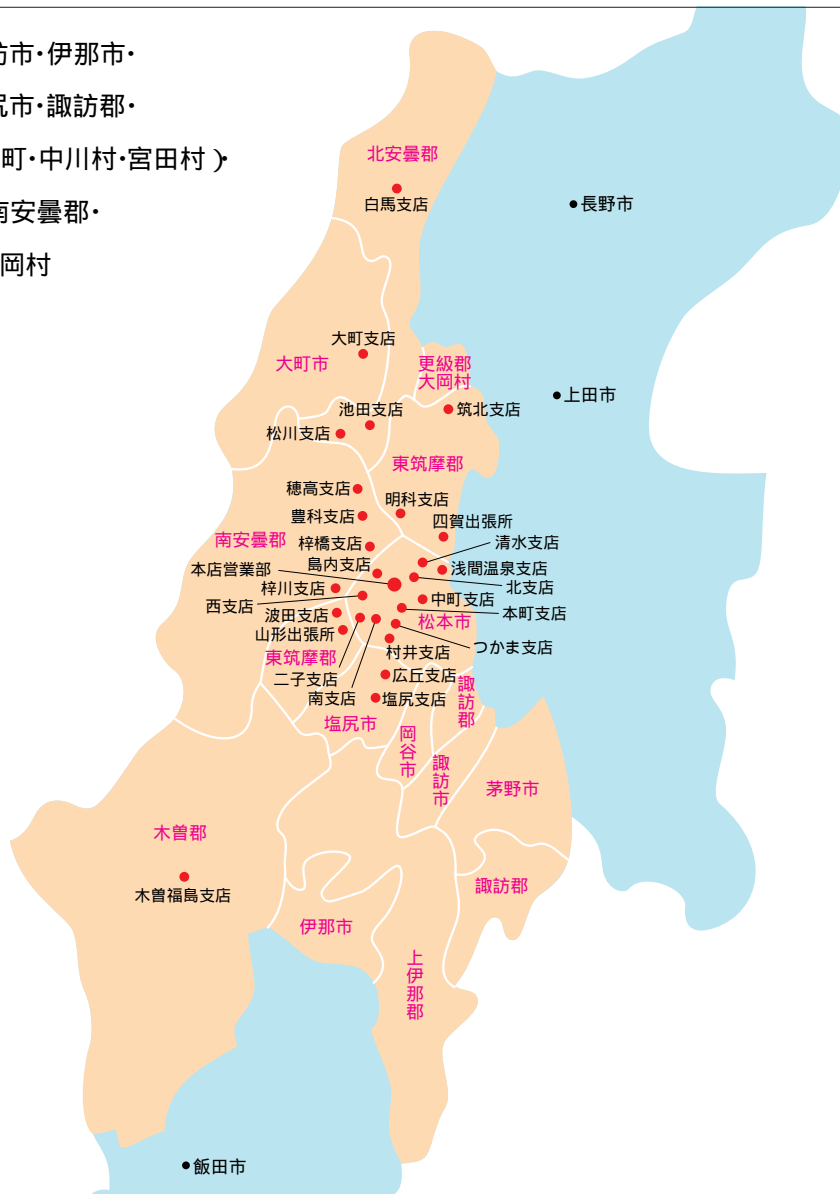 訪市・伊那市・
尻市・諏訪郡・
町・中川村・宮田村）・
南安曇郡・
岡村
北安曇郡
白馬支店
長野市
大町支店
大町市
更級郡
大岡村
上田市
池田支店
筑北支店
松川支店
東筑摩郡
穂高支店
明科支店
豊科支店
四賀出張所
南安曇郡
梓橋支店
清水支店
島内支店
浅間温泉支店
本店営業部
北支店
梓川支店
中町支店
西支店
本町支店
波田支店
松本市
山形出張所
つかま支店
東筑摩郡
村井支店
二子支店
広丘支店
南支店
塩尻支店
諏訪郡
塩尻市
岡谷市
諏訪市
茅野市
木曽郡
木曽福島支店
諏訪郡
伊那市
上伊那郡
飯田市